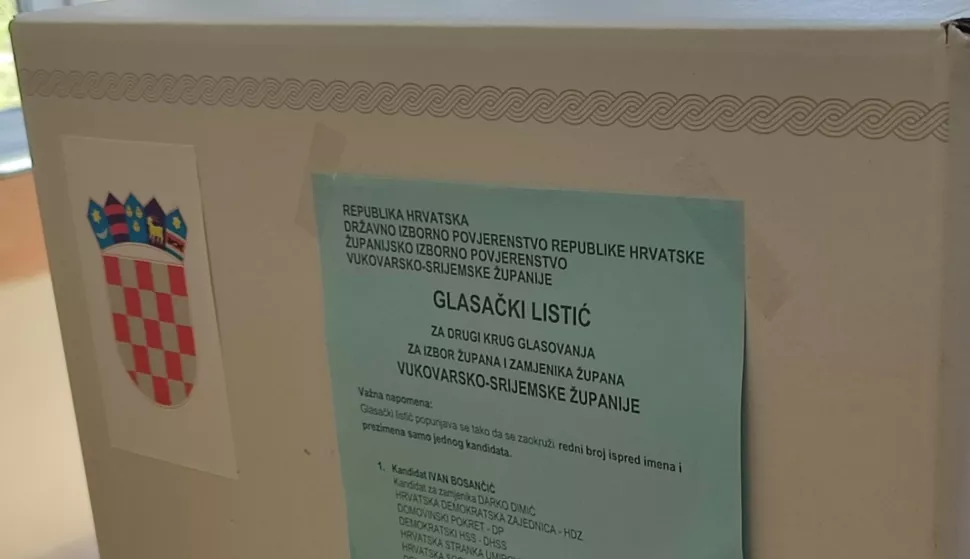 REPUBLIKA HRVATSKA
DRŽAVNO IZBORNO POVJERENSTVO REPUBLIKE HRVATSKE
ŽUPANIJSKO IZBORNO POVJERENSTVO
VUKOVARSKO-SRIJEMSKE ŽUPANIJE
GLASAČKI LISTIĆ
ZA DRUGI KRUG GLASOVANJA
ZA IZBOR ŽUPANA I ZAMJENIKA ŽUPANA
VUKOVARSKO-SRIJEMSKE ŽUPANIJE
Važna napomena:
Glasački listić popunjava se tako da se zaokruži redni broj ispred imena i
prezimena samo jednog kandidata.
1. Kandidat IVAN BOSANČIĆ
Kandidat za zamjenika DARKO DIMIĆ
HRVATSKA DEMOKRATSKA ZAJEDNICA - HDZ
DOMOVINSKI POKRET - DP
DEMOKRATSKI HSS - DHSS
HRVATSKA STRANKA
HRVATSKA